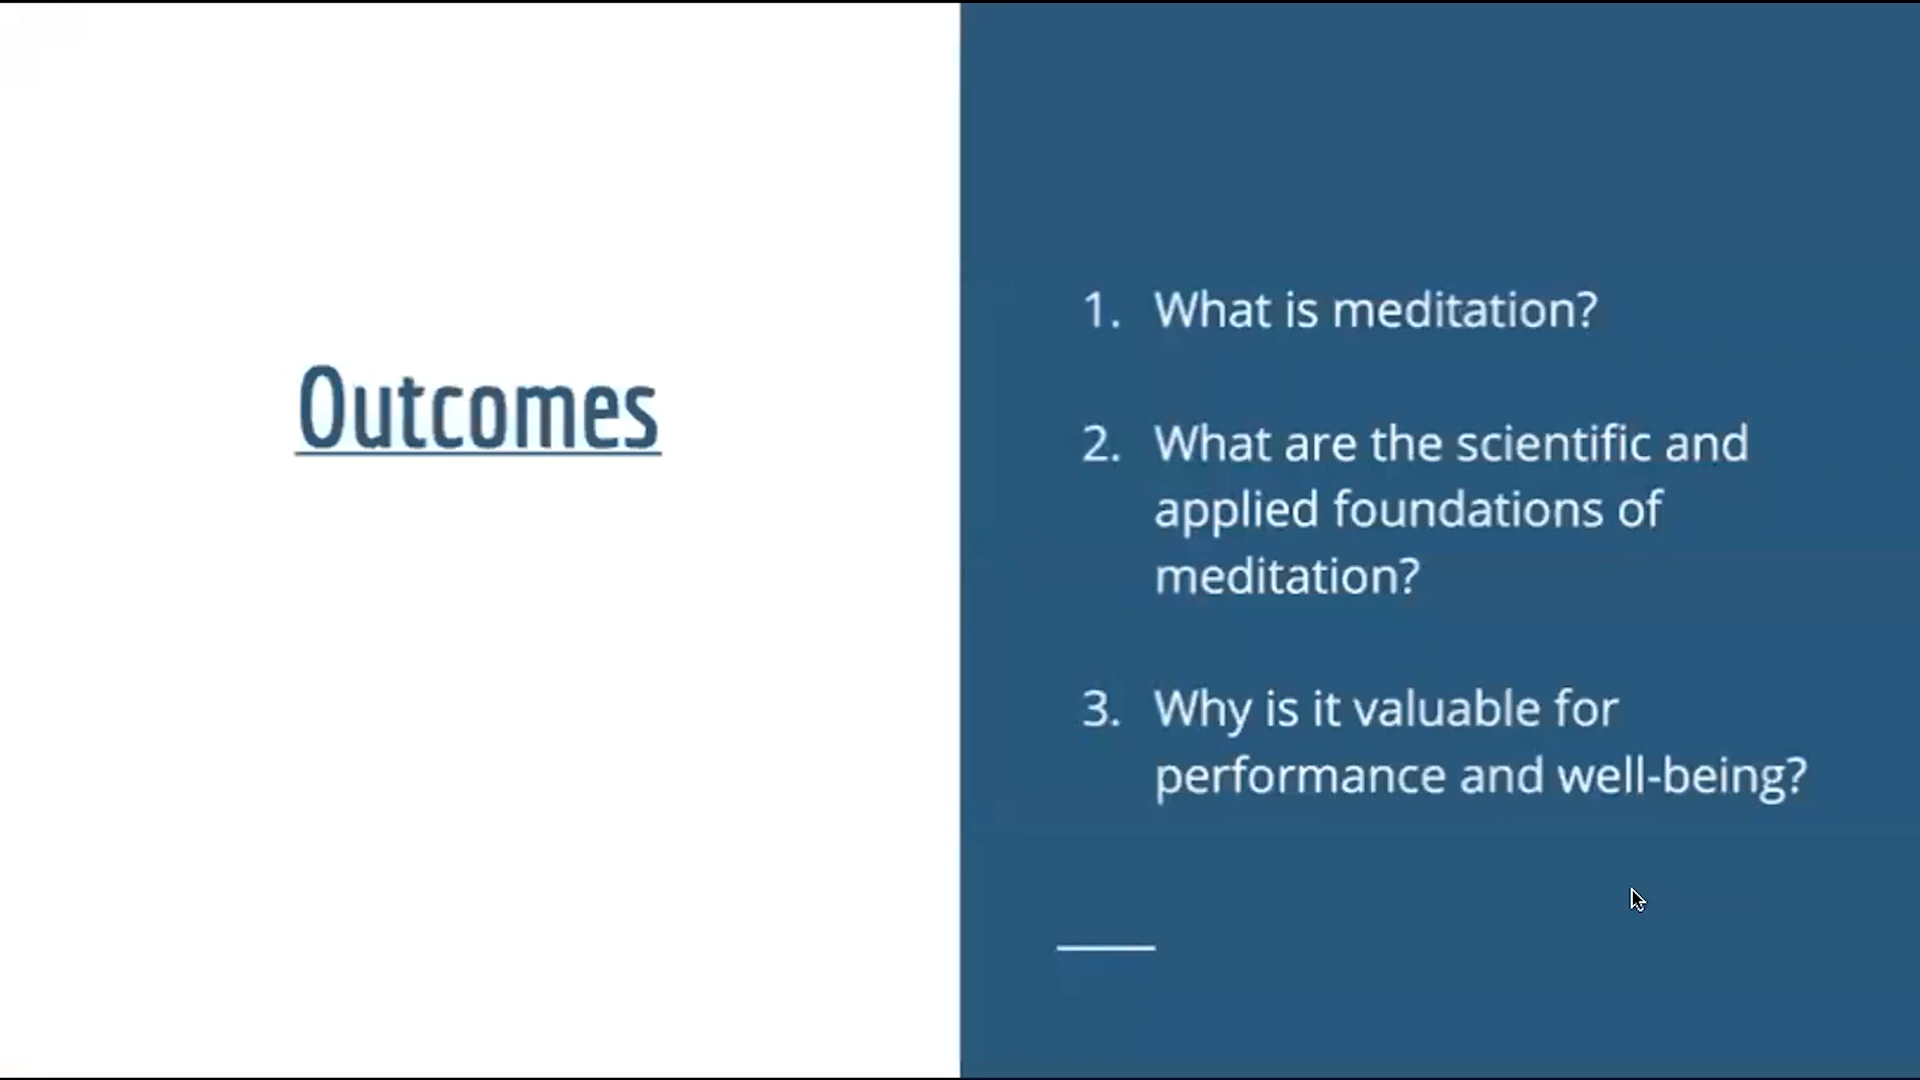 Outcomes
1. What is meditation?
2. What are the scientific and
applied foundations of
meditation?
3. Why is it valuable for
performance and well-being?